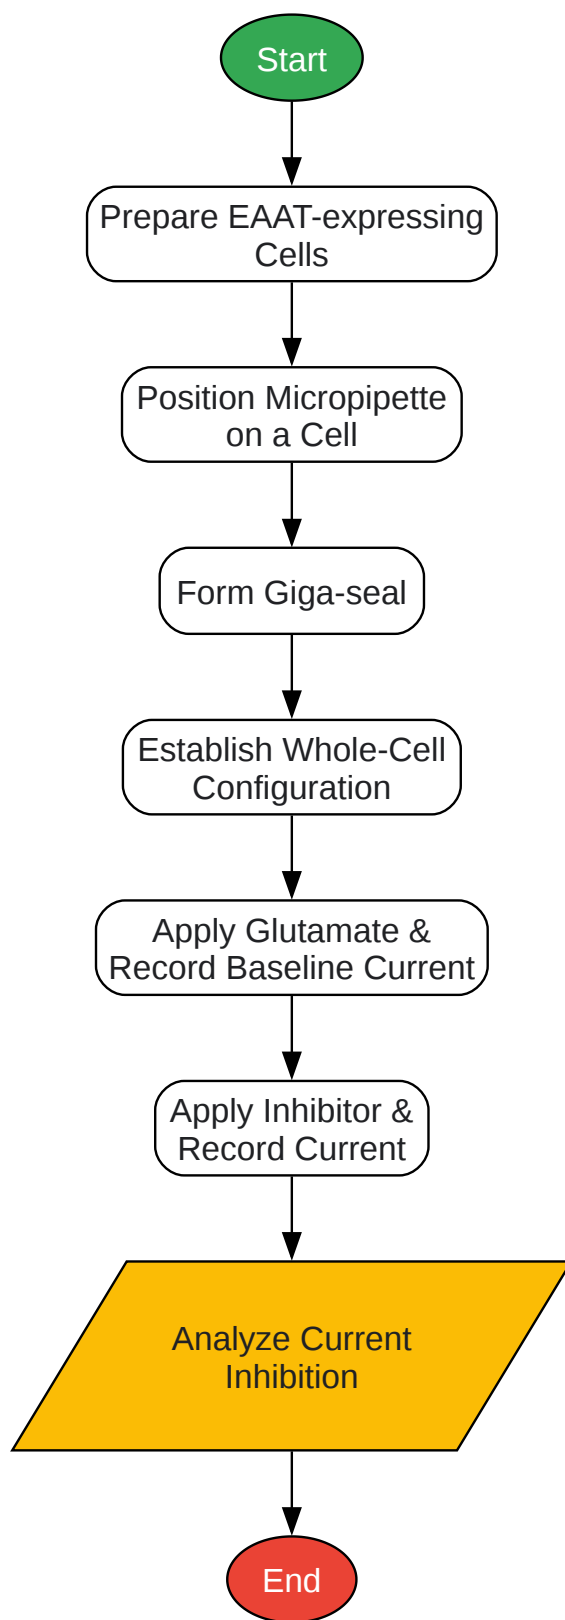 Start
Prepare EAAT-expressing
Cells
Position Micropipette
on a Cell
Form Giga-seal
Establish Whole-Cell
Configuration
Apply Glutamate &
Record Baseline Current
Apply Inhibitor &
Record Current
Analyze Current
Inhibition
End